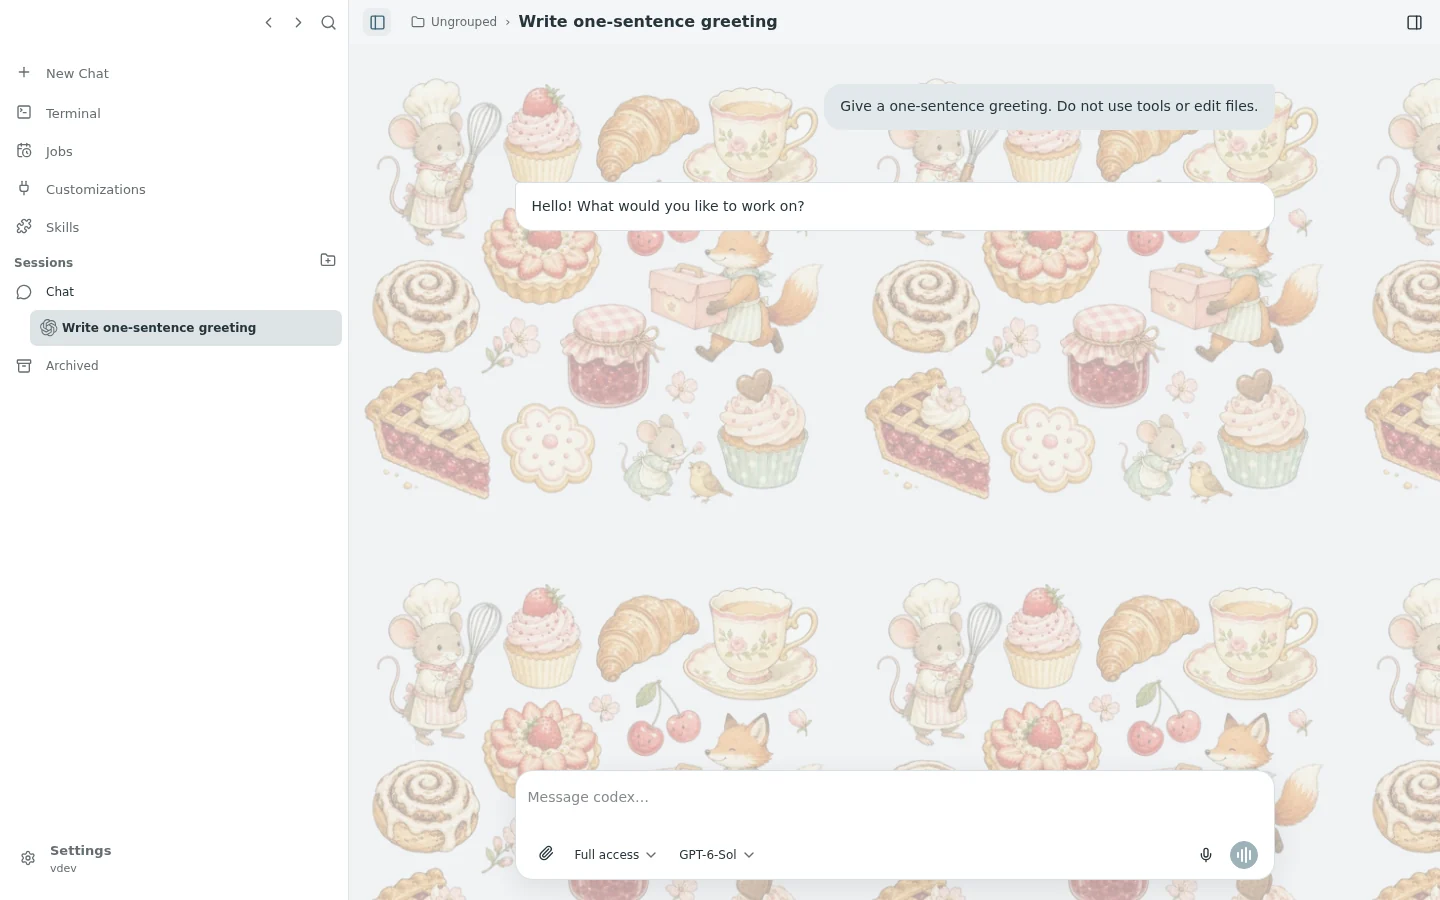 Ungrouped › Write one-sentence greeting
New Chat
Terminal
Jobs
Customizations
Skills
Sessions
Chat
Write one-sentence greeting
Archived
Settings
vdev
Give a one-sentence greeting. Do not use tools or edit files.
Hello! What would you like to work on?
Message codex...
Full access
GPT-6-Sol